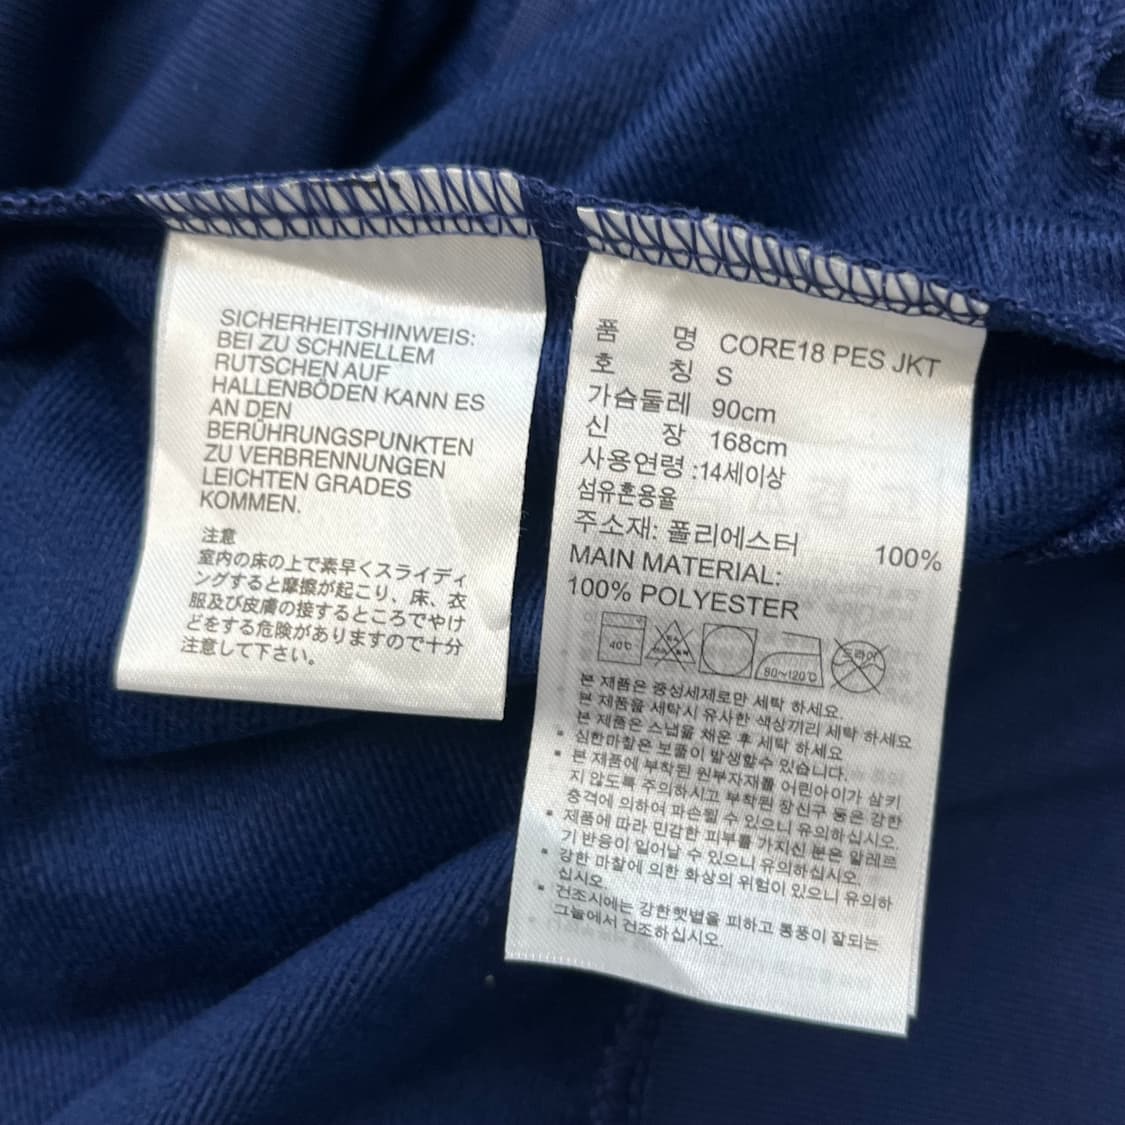 SICHERHEITSHINWEIS:
BEI ZU SCHNELLEM
RUTSCHEN AUF
HALLENBÖDEN KANN ES
AN DEN
BERÜHRUNGSPUNKTEN
ZU VERBRENNUNGEN
LEICHTEN GRADES
KOMMEN.
注意
室内の床の上で素早くスライディ
ングすると摩擦が起こり、床、衣
服及び皮膚の接するところでやけ
どをする危険がありますので十分
注意して下さい。
품 명 CORE18 PES JKT
호 칭 S
가슴둘레 90cm
신 장 168cm
사용연령 :14세이상
섬유혼용율
주소재: 폴리에스터 100%
MAIN MATERIAL:
100% POLYESTER
40℃
80~120℃
드라이
본 제품은 중성세제로만 세탁 하세요.
본 제품을 세탁시 유사한 색상끼리 세탁 하세요
본 제품은 스냅을 채운 후 세탁 하세요
▪ 심한마찰은 보풀이 발생할수 있습니다.
▪ 본 제품에 부착된 원부자재를 어린아이가 삼키
지 않도록 주의하시고 부착된 장신구 등은 강한
충격에 의하여 파손될 수 있으니 유의하십시오.
▪ 제품에 따라 민감한 피부를 가지신 분은 알레르
기 반응이 일어날 수 있으니 유의하십시오.
▪ 강한 마찰에 의한 화상의 위험이 있으니 유의하
십시오.
▪ 건조시에는 강한햇볕을 피하고 통풍이 잘되는
그늘에서 건조하십시오.